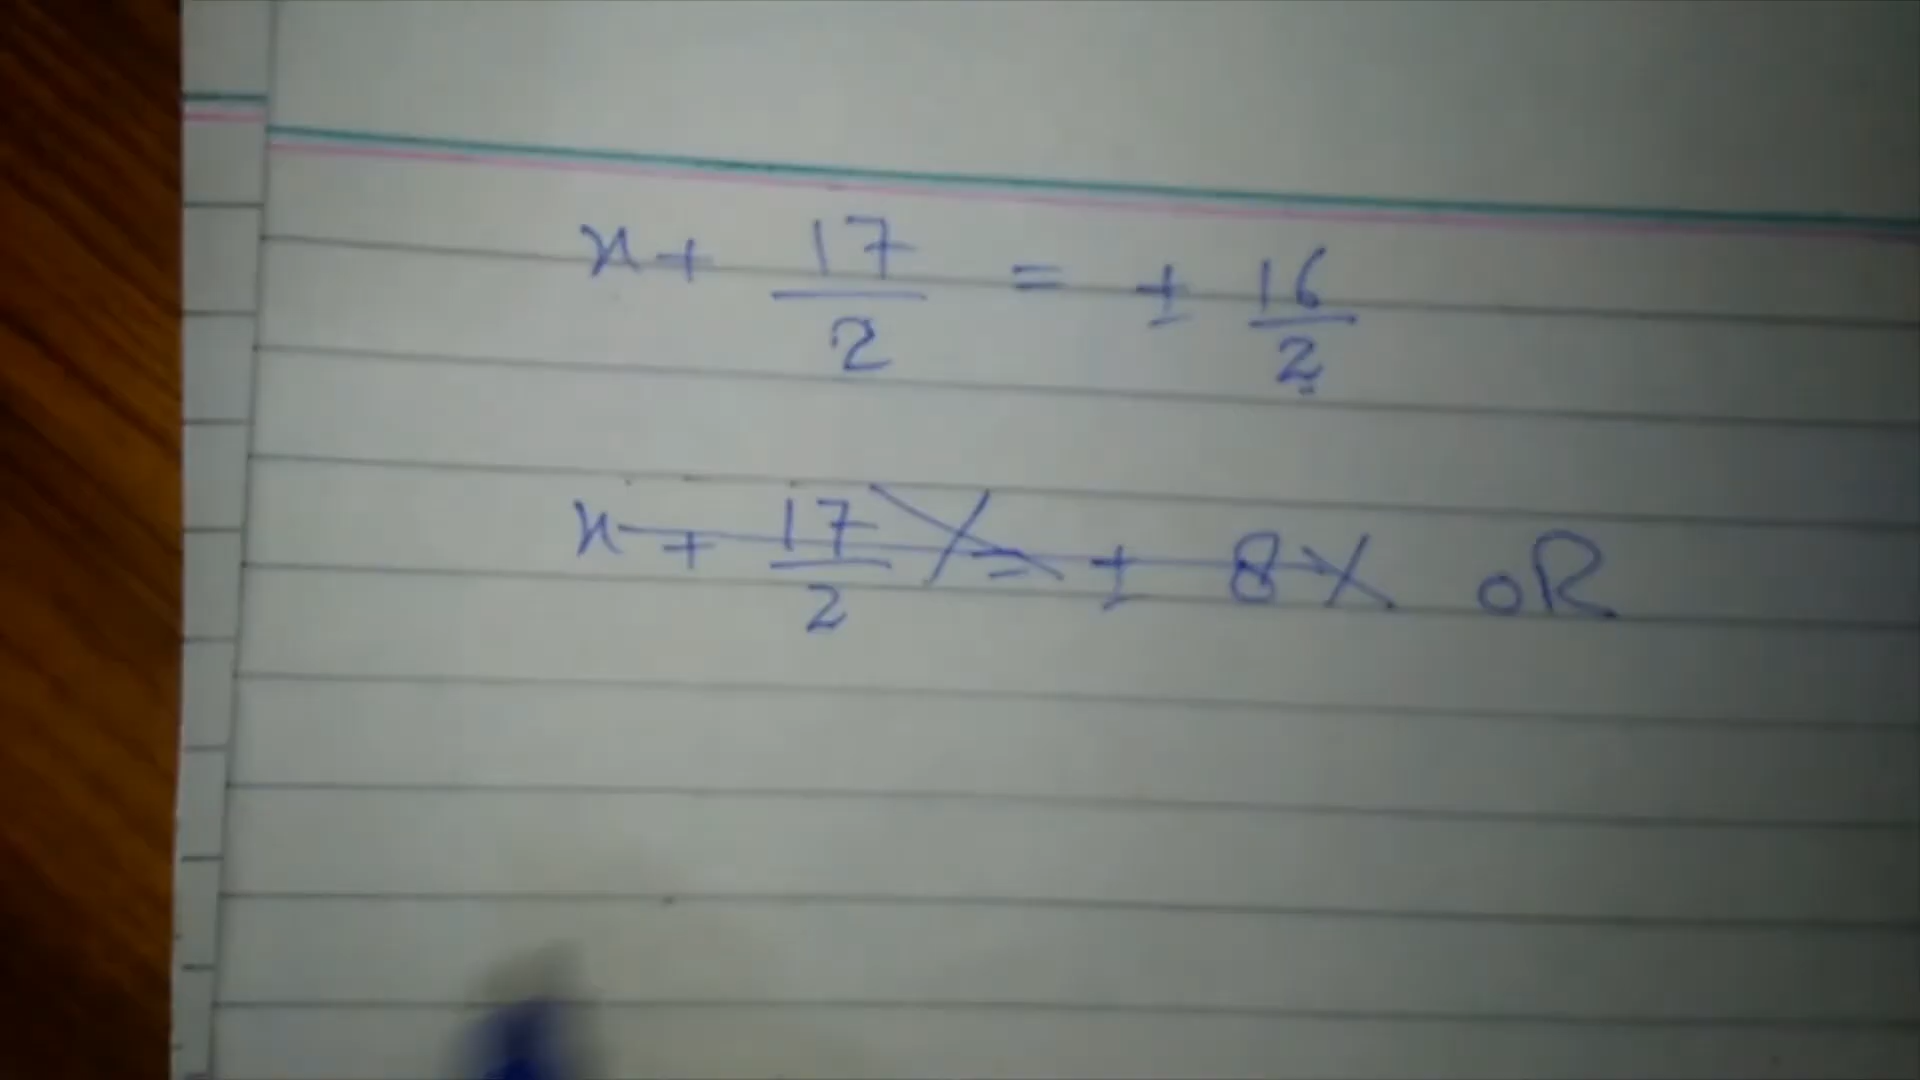 x + 17/2 = ± 16/2
x + 17/2 = ± 8 OR